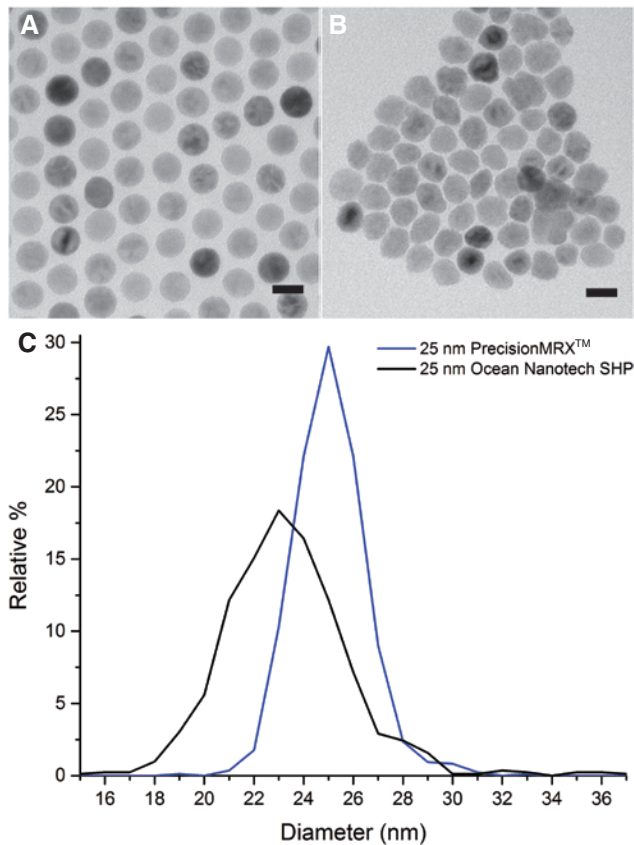 A
B
C
25 nm PrecisionMRX™
25 nm Ocean Nanotech SHP
30
25
20
15
10
5
0
Relative %
16 18 20 22 24 26 28 30 32 34 36
Diameter (nm)